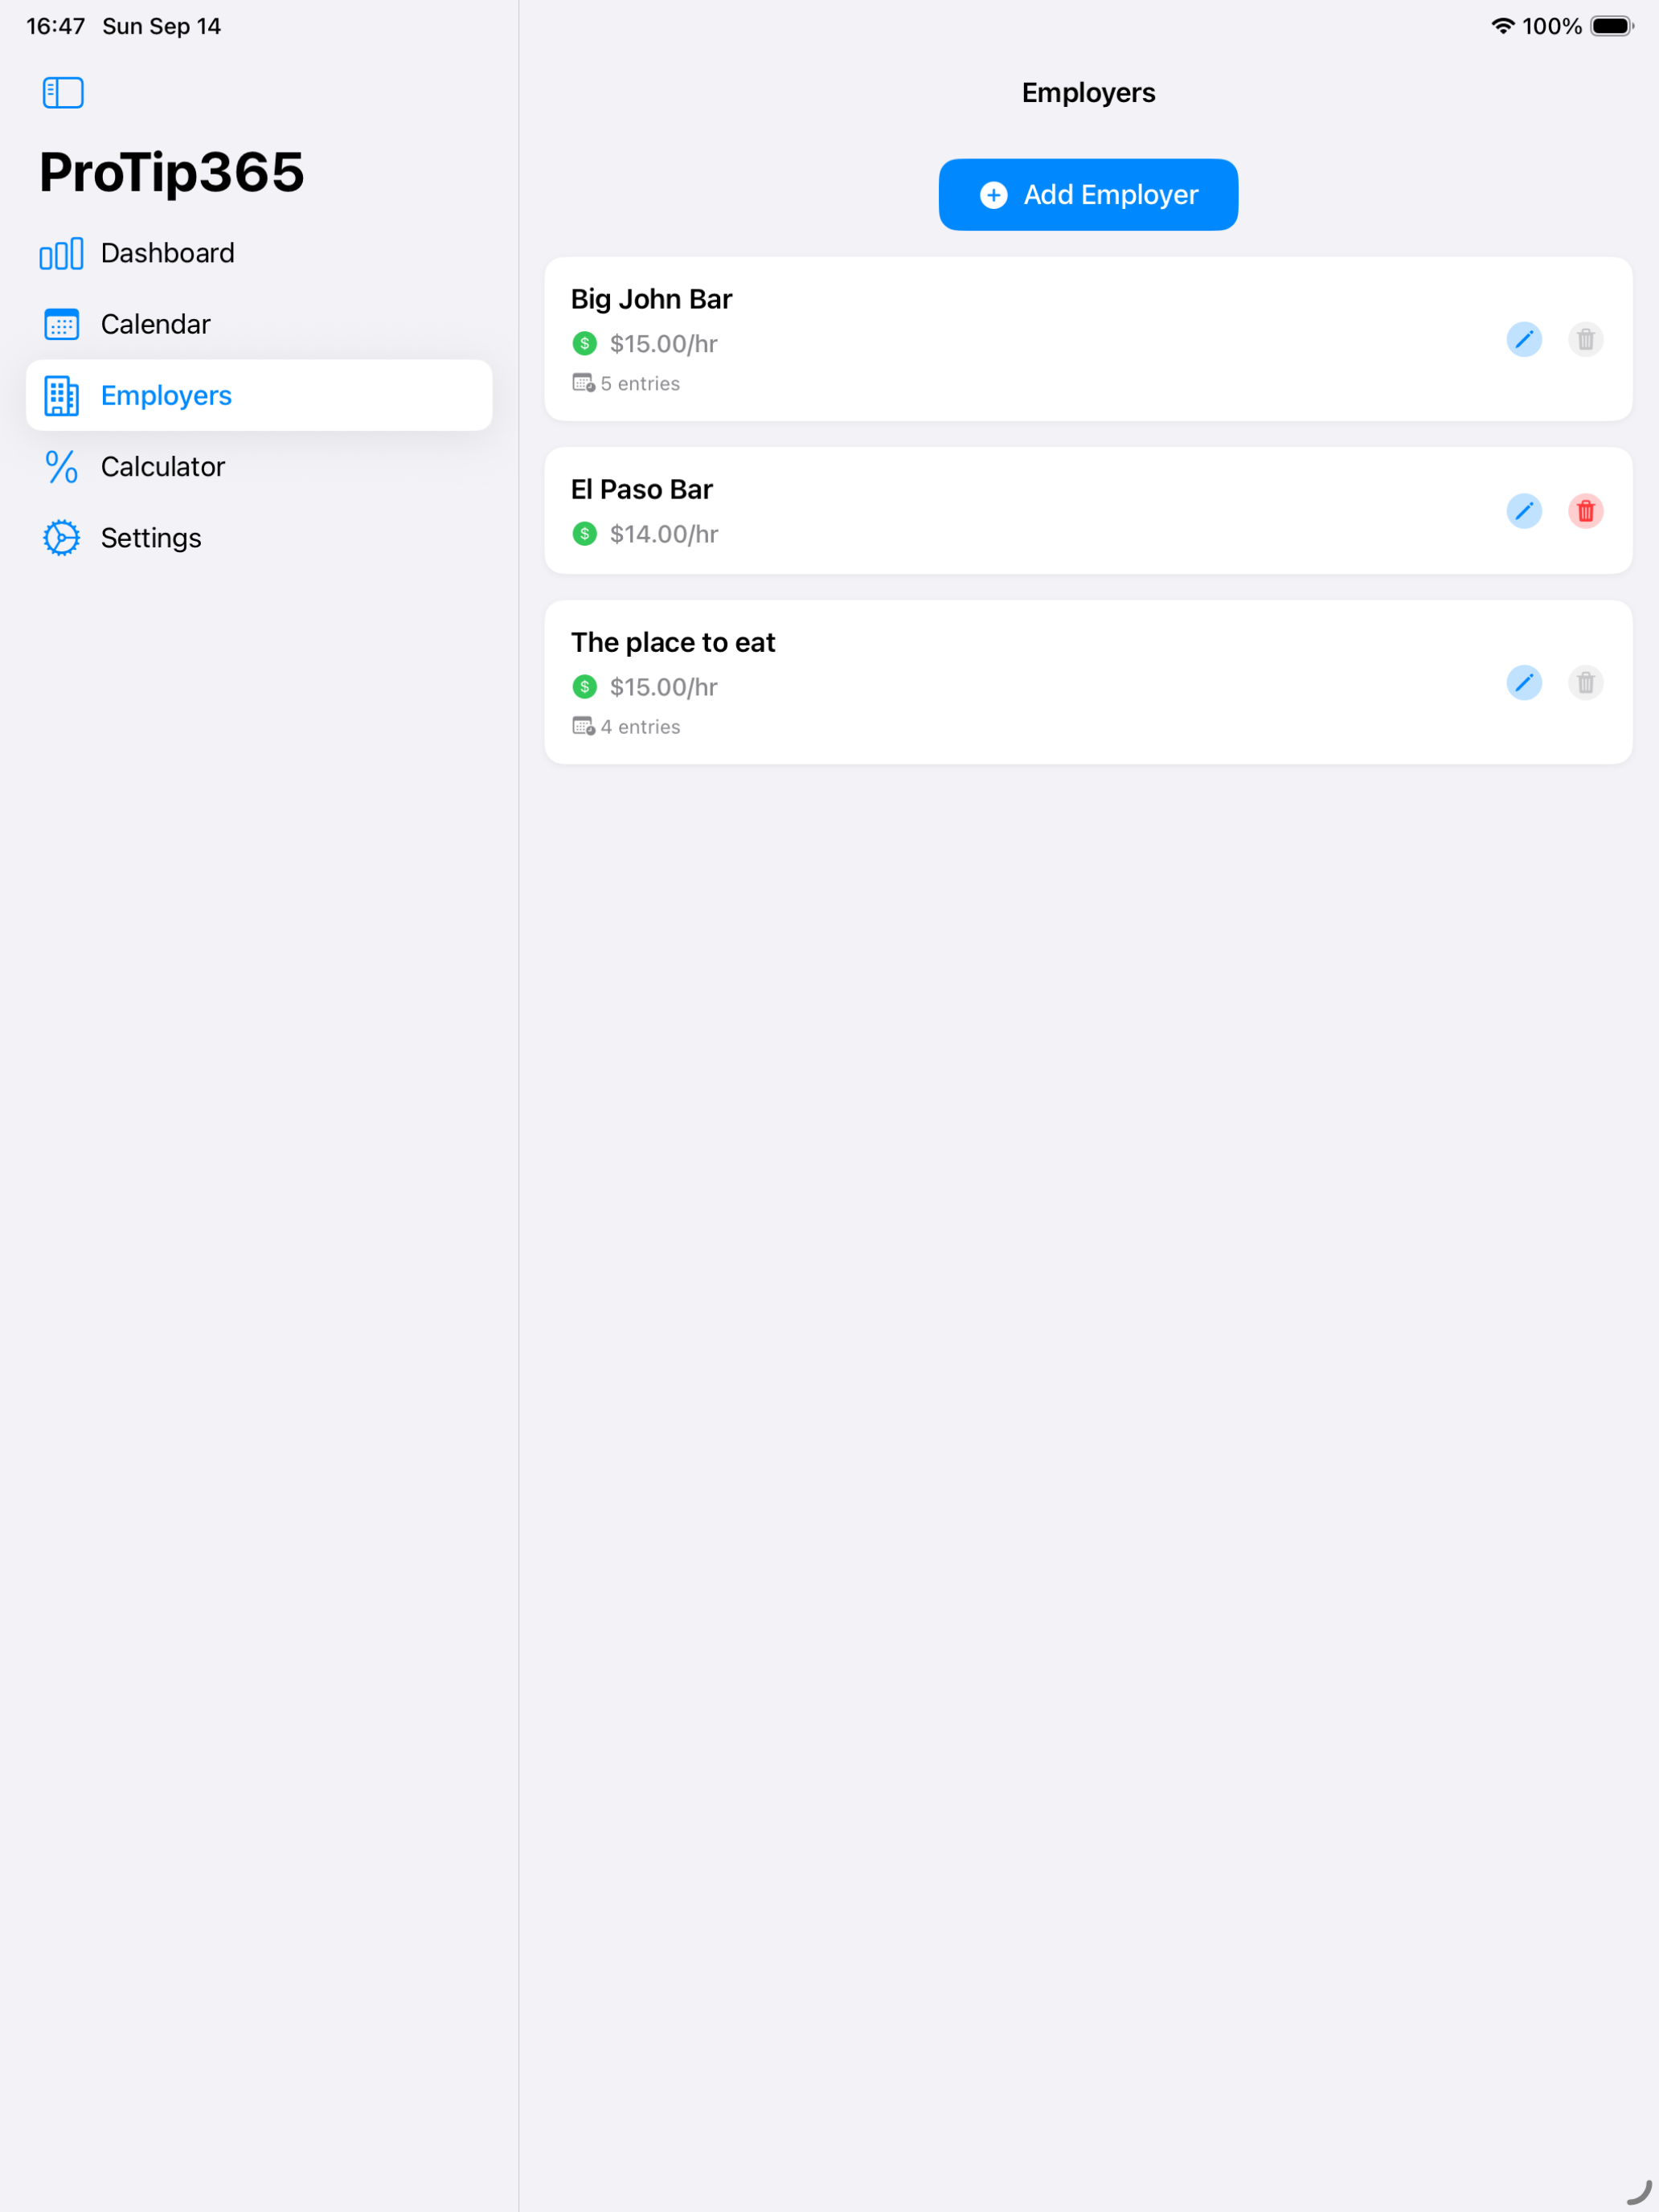 16:47 Sun Sep 14
100%
ProTip365
Dashboard
Calendar
Employers
Calculator
Settings
Employers
Add Employer
Big John Bar
$ $15.00/hr
5 entries
El Paso Bar
$ $14.00/hr
The place to eat
$ $15.00/hr
4 entries